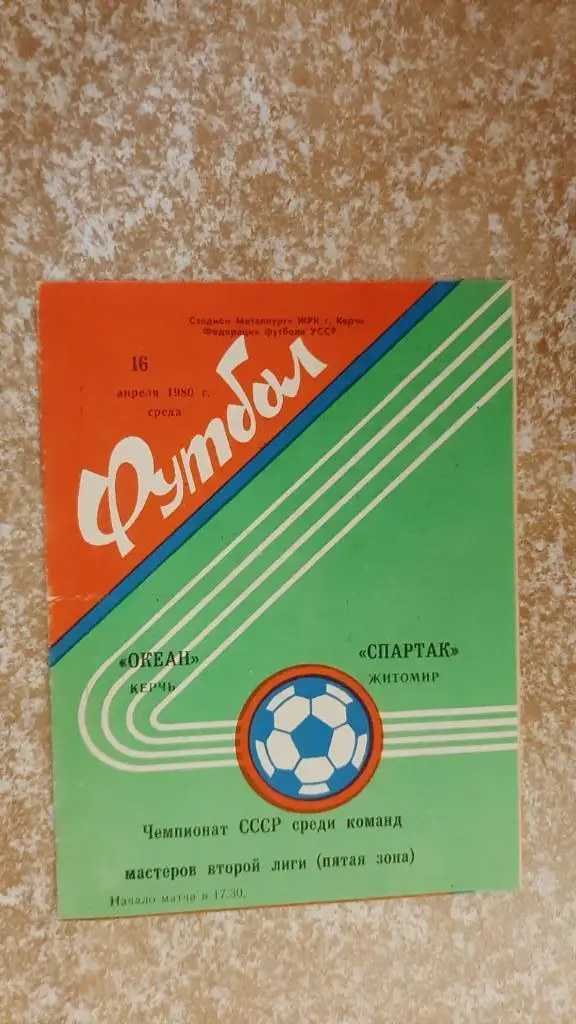 Стадион Металлург ЖРК г. Керчь
Федерация футбола УССР
16
апреля 1980 г.
среда
Футбол
«ОКЕАН»
КЕРЧЬ
«СПАРТАК»
ЖИТОМИР
Чемпионат СССР среди команд
мастеров второй лиги (пятая зона)
Начало матча в 17.30.